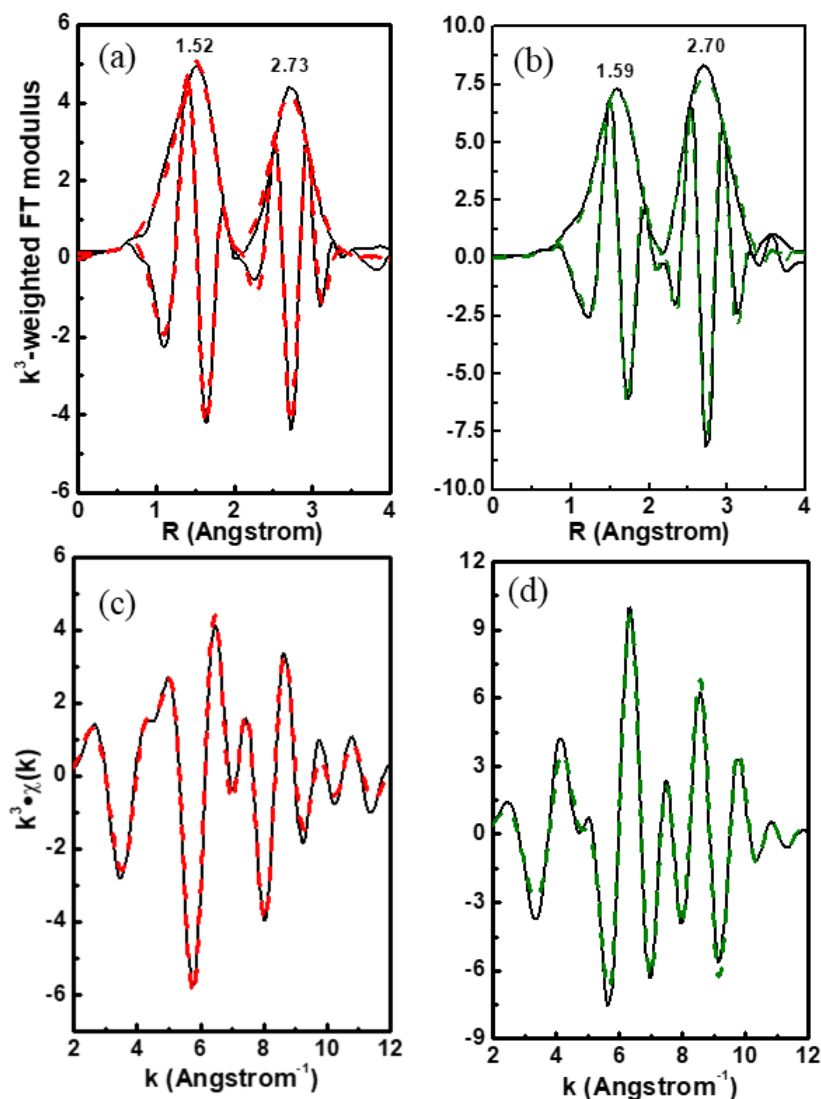 (a)
1.52
2.73
k³-weighted FT modulus
6
4
2
0
-2
-4
-6
0 1 2 3 4
R (Angstrom)
(b)
1.59
2.70
10.0
7.5
5.0
2.5
0.0
-2.5
-5.0
-7.5
-10.0
0 1 2 3 4
R (Angstrom)
(c)
k³•χ(k)
6
4
2
0
-2
-4
-6
2 4 6 8 10 12
k (Angstrom⁻¹)
(d)
12
9
6
3
0
-3
-6
-9
2 4 6 8 10 12
k (Angstrom⁻¹)